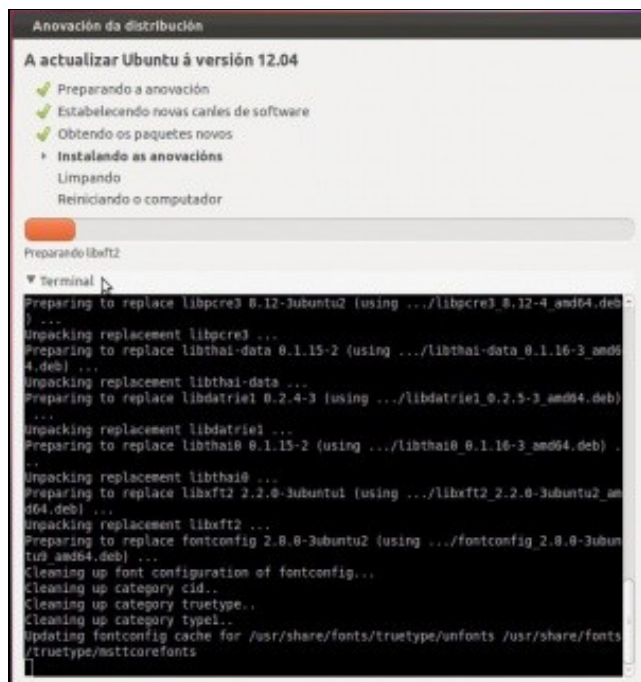 Anovación da distribución
A actualizar Ubuntu á versión 12.04
Preparando a anovación
Estabelecendo novas canles de software
Obtendo os paquetes novos
Instalando as anovacións
Limpando
Reiniciando o computador
Preparando libxft2
Terminal
Preparing to replace libpcre3 8.12-3ubuntu2 (using .../libpcre3_8.12-4_amd64.deb
) ...
Unpacking replacement libpcre3 ...
Preparing to replace libthai-data 0.1.15-2 (using .../libthai-data_0.1.16-3_amd6
4.deb) ...
Unpacking replacement libthai-data ...
Preparing to replace libdatrie1 0.2.4-3 (using .../libdatrie1_0.2.5-3_amd64.deb)
...
Unpacking replacement libdatrie1 ...
Preparing to replace libthai0 0.1.15-2 (using .../libthai0_0.1.16-3_amd64.deb) .
..
Unpacking replacement libthai0 ...
Preparing to replace libxft2 2.2.0-3ubuntu1 (using .../libxft2_2.2.0-3ubuntu2_am
d64.deb) ...
Unpacking replacement libxft2 ...
Preparing to replace fontconfig 2.8.0-3ubuntu2 (using .../fontconfig_2.8.0-3ubun
tu9_amd64.deb) ...
Cleaning up font configuration of fontconfig...
Cleaning up category cid..
Cleaning up category truetype..
Cleaning up category type1..
Updating fontconfig cache for /usr/share/fonts/truetype/unfonts /usr/share/fonts
/truetype/msttcorefonts